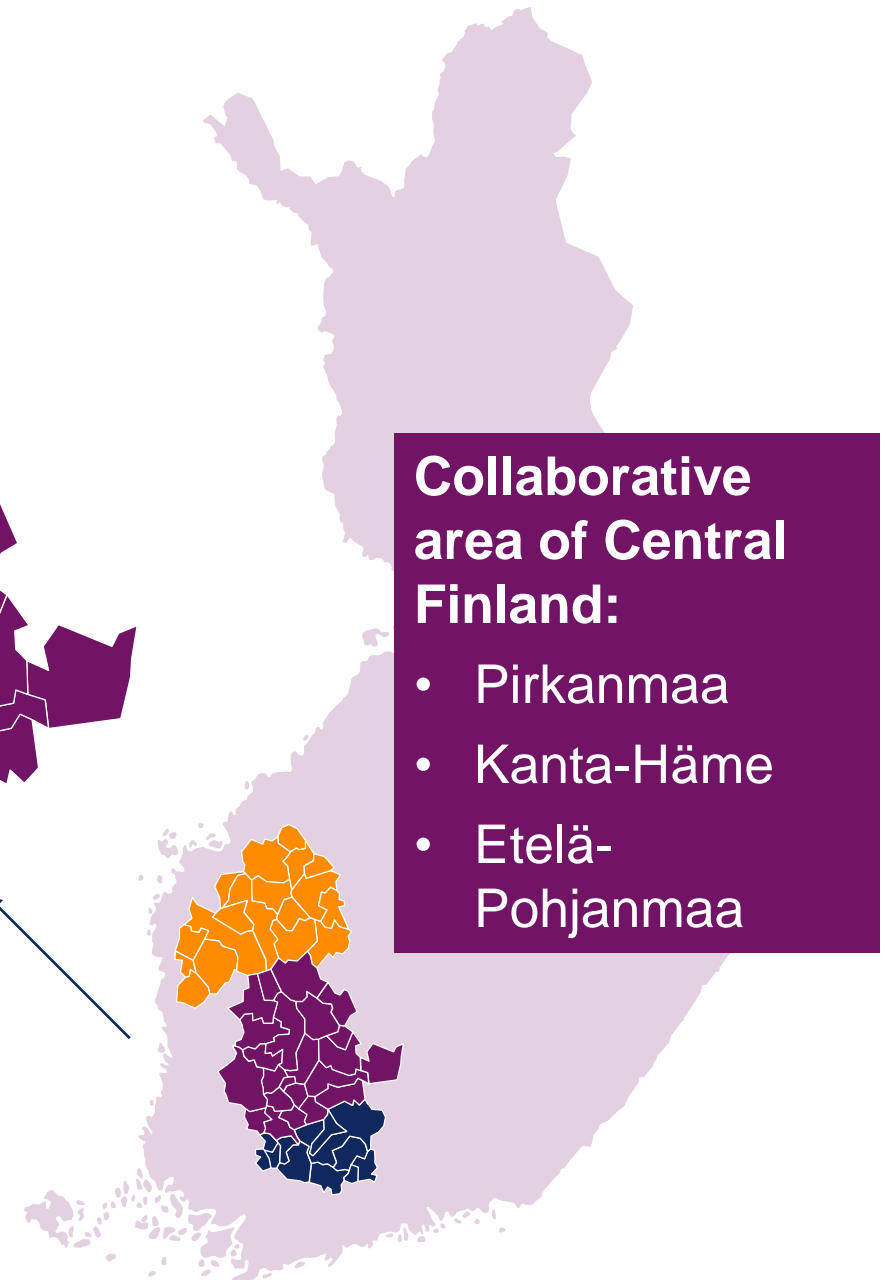 Collaborative
area of Central
Finland:
• Pirkanmaa
• Kanta-Häme
• Etelä-
Pohjanmaa